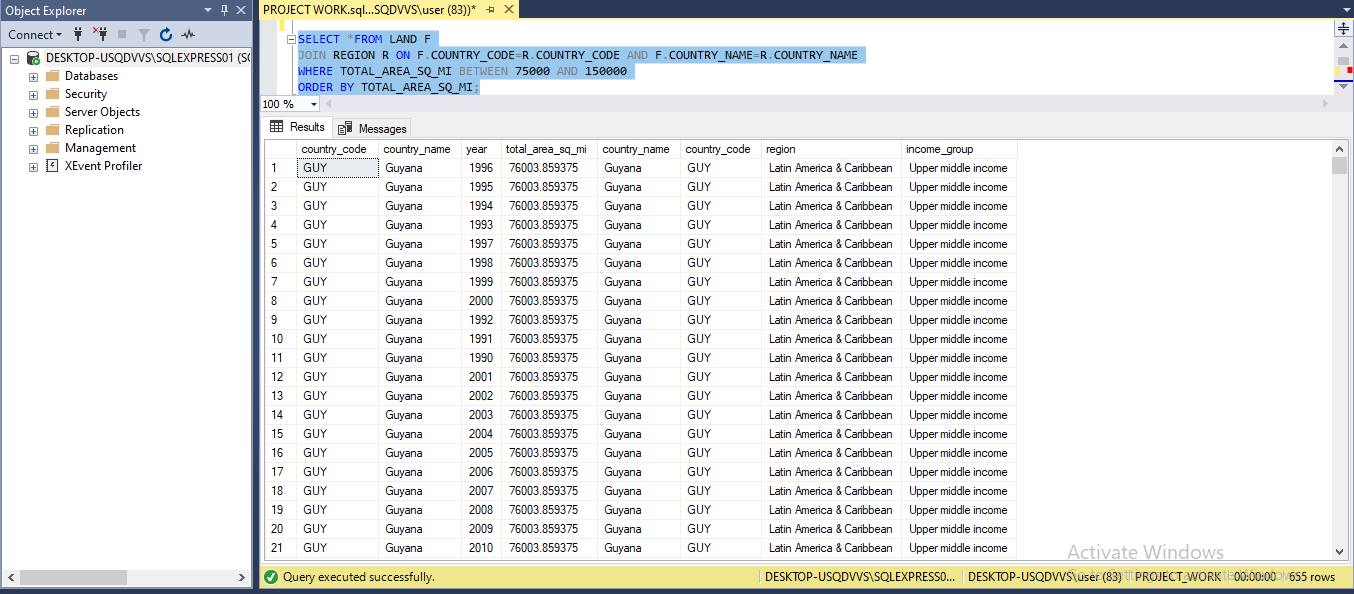 Object Explorer
Connect
DESKTOP-USQDVVS\SQLEXPRESS01 (SQ
Databases
Security
Server Objects
Replication
Management
XEvent Profiler
PROJECT WORK.sql...SQDVVS\user (83))*
SELECT *FROM LAND F
JOIN REGION R ON F.COUNTRY_CODE=R.COUNTRY_CODE AND F.COUNTRY_NAME=R.COUNTRY_NAME
WHERE TOTAL_AREA_SQ_MI BETWEEN 75000 AND 150000
ORDER BY TOTAL_AREA_SQ_MI;
100 %
Results Messages
country_code country_name year total_area_sq_mi country_name country_code region income_group
1 GUY Guyana 1996 76003.859375 Guyana GUY Latin America & Caribbean Upper middle income
2 GUY Guyana 1995 76003.859375 Guyana GUY Latin America & Caribbean Upper middle income
3 GUY Guyana 1994 76003.859375 Guyana GUY Latin America & Caribbean Upper middle income
4 GUY Guyana 1993 76003.859375 Guyana GUY Latin America & Caribbean Upper middle income
5 GUY Guyana 1997 76003.859375 Guyana GUY Latin America & Caribbean Upper middle income
6 GUY Guyana 1998 76003.859375 Guyana GUY Latin America & Caribbean Upper middle income
7 GUY Guyana 1999 76003.859375 Guyana GUY Latin America & Caribbean Upper middle income
8 GUY Guyana 2000 76003.859375 Guyana GUY Latin America & Caribbean Upper middle income
9 GUY Guyana 1992 76003.859375 Guyana GUY Latin America & Caribbean Upper middle income
10 GUY Guyana 1991 76003.859375 Guyana GUY Latin America & Caribbean Upper middle income
11 GUY Guyana 1990 76003.859375 Guyana GUY Latin America & Caribbean Upper middle income
12 GUY Guyana 2001 76003.859375 Guyana GUY Latin America & Caribbean Upper middle income
13 GUY Guyana 2002 76003.859375 Guyana GUY Latin America & Caribbean Upper middle income
14 GUY Guyana 2003 76003.859375 Guyana GUY Latin America & Caribbean Upper middle income
15 GUY Guyana 2004 76003.859375 Guyana GUY Latin America & Caribbean Upper middle income
16 GUY Guyana 2005 76003.859375 Guyana GUY Latin America & Caribbean Upper middle income
17 GUY Guyana 2006 76003.859375 Guyana GUY Latin America & Caribbean Upper middle income
18 GUY Guyana 2007 76003.859375 Guyana GUY Latin America & Caribbean Upper middle income
19 GUY Guyana 2008 76003.859375 Guyana GUY Latin America & Caribbean Upper middle income
20 GUY Guyana 2009 76003.859375 Guyana GUY Latin America & Caribbean Upper middle income
21 GUY Guyana 2010 76003.859375 Guyana GUY Latin America & Caribbean Upper middle income
Activate Windows
Query executed successfully. DESKTOP-USQDVVS\SQLEXPRESS0... DESKTOP-USQDVVS\user (83) PROJECT_WORK 00:00:00 655 rows